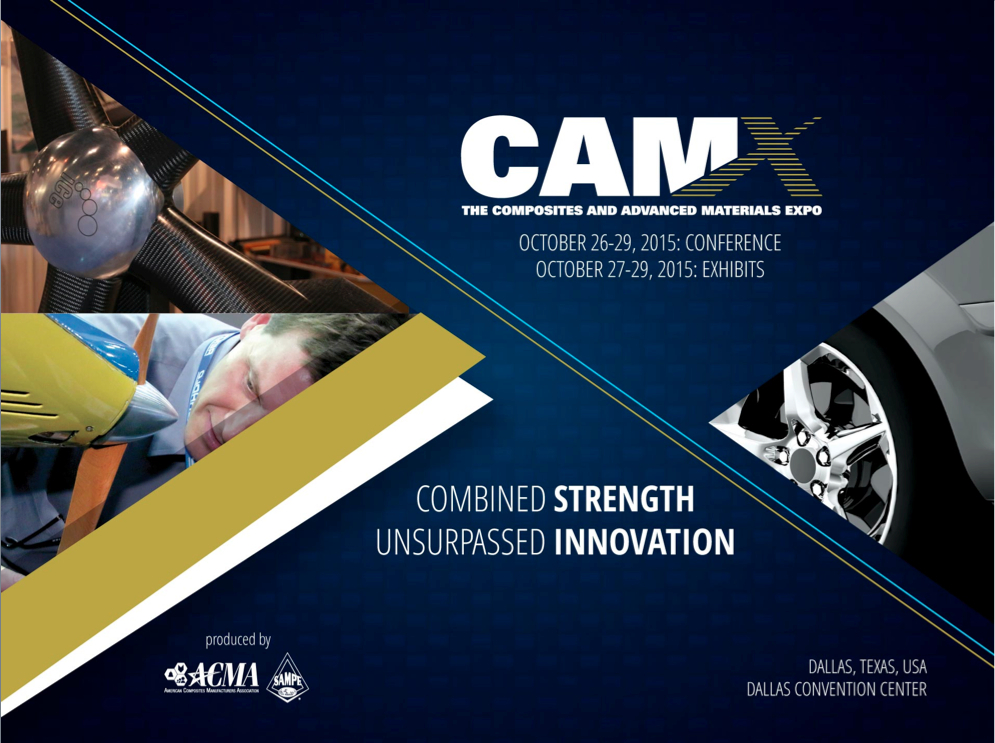 CAMX
THE COMPOSITES AND ADVANCED MATERIALS EXPO
OCTOBER 26-29, 2015: CONFERENCE
OCTOBER 27-29, 2015: EXHIBITS
COMBINED STRENGTH
UNSURPASSED INNOVATION
produced by
ACMA
AMERICAN COMPOSITES MANUFACTURERS ASSOCIATION
SAMPE
DALLAS, TEXAS, USA
DALLAS CONVENTION CENTER